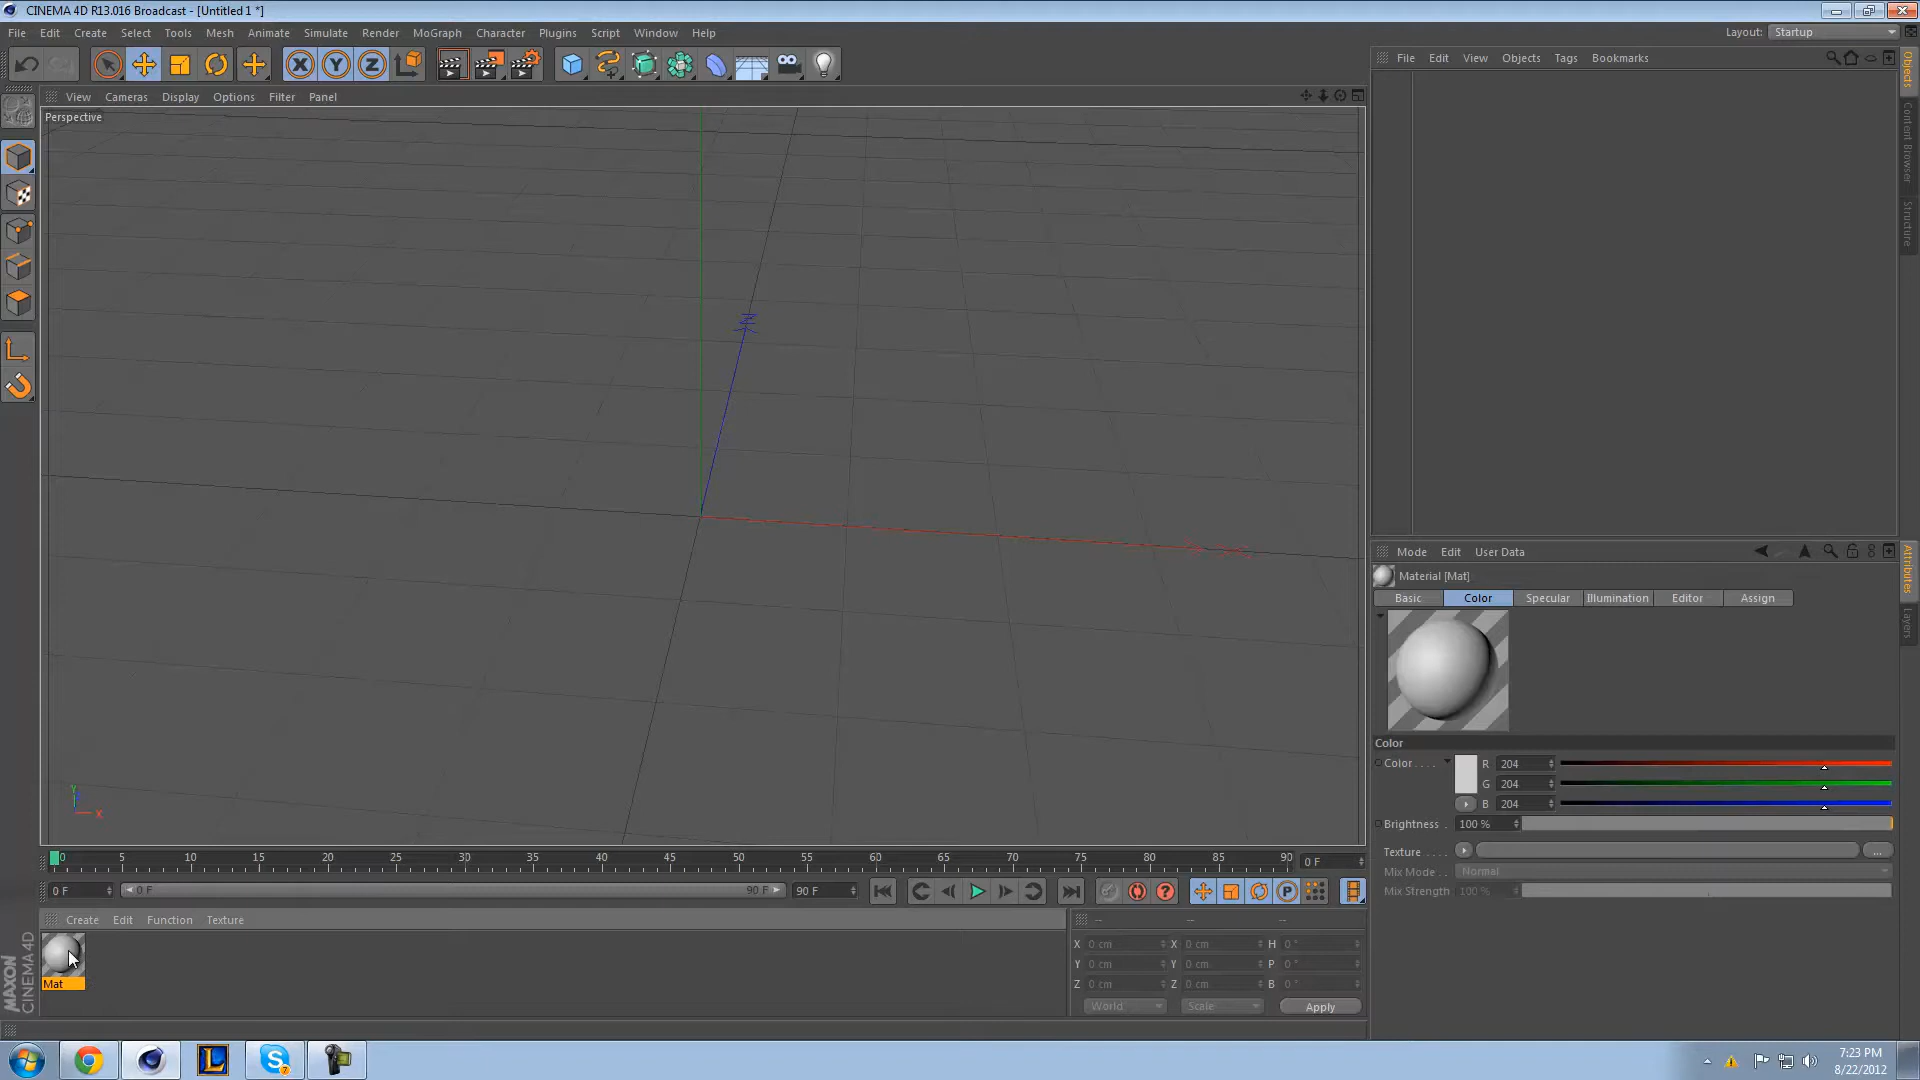 CINEMA 4D R13.016 Broadcast - [Untitled 1 *]
File Edit Create Select Tools Mesh Animate Simulate Render MoGraph Character Plugins Script Window Help
Layout: Startup
File Edit View Objects Tags Bookmarks
View Cameras Display Options Filter Panel
Perspective
Objects
Content Browser
Structure
Mode Edit User Data
Material [Mat]
Basic Color Specular Illumination Editor Assign
Attributes
Layers
Color
Color . . . . R 204
G 204
B 204
Brightness . 100 %
Texture . . . . ...
Mix Mode . . Normal
Mix Strength 100 %
Y
X
0 5 10 15 20 25 30 35 40 45 50 55 60 65 70 75 80 85 90 0 F
0 F 0 F 90 F 90 F
P
Create Edit Function Texture
-- -- --
X 0 cm X 0 cm H 0 °
Y 0 cm Y 0 cm P 0 °
Z 0 cm Z 0 cm B 0 °
World Scale Apply
Mat
MAXON
CINEMA 4D
7:23 PM
8/22/2012